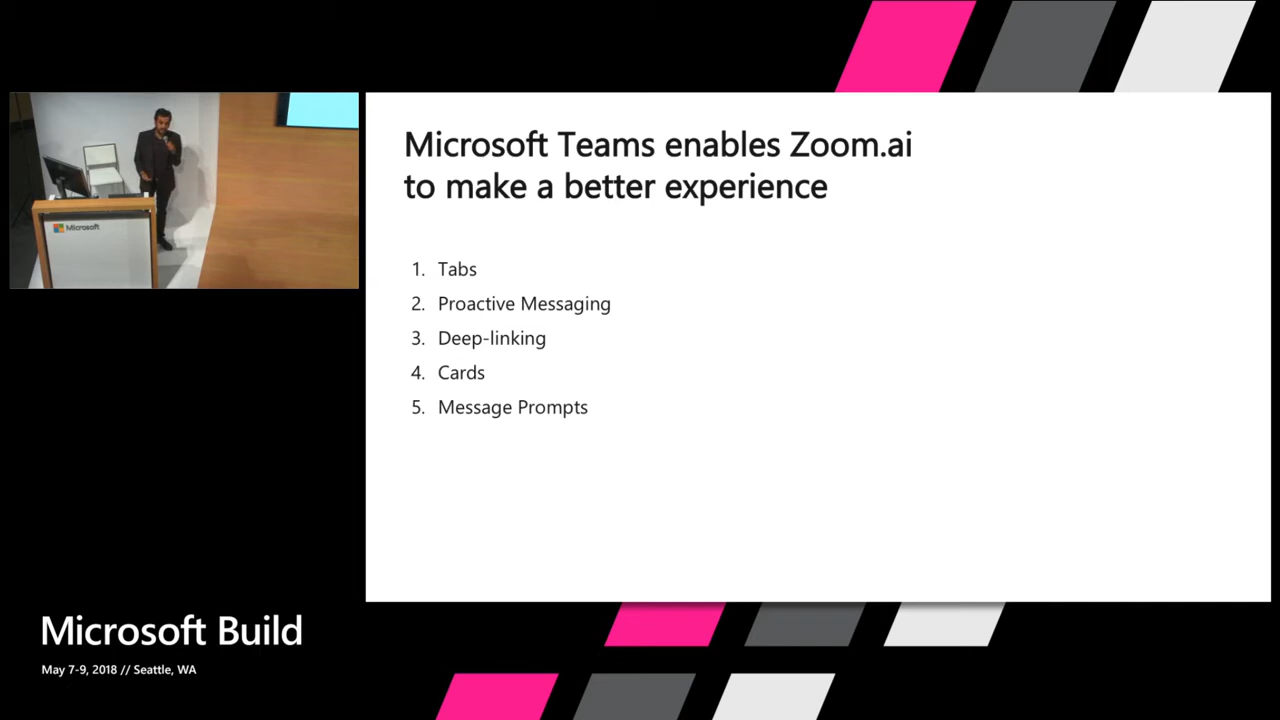 Microsoft
Microsoft Teams enables Zoom.ai
to make a better experience
1. Tabs
2. Proactive Messaging
3. Deep-linking
4. Cards
5. Message Prompts
Microsoft Build
May 7-9, 2018 // Seattle, WA